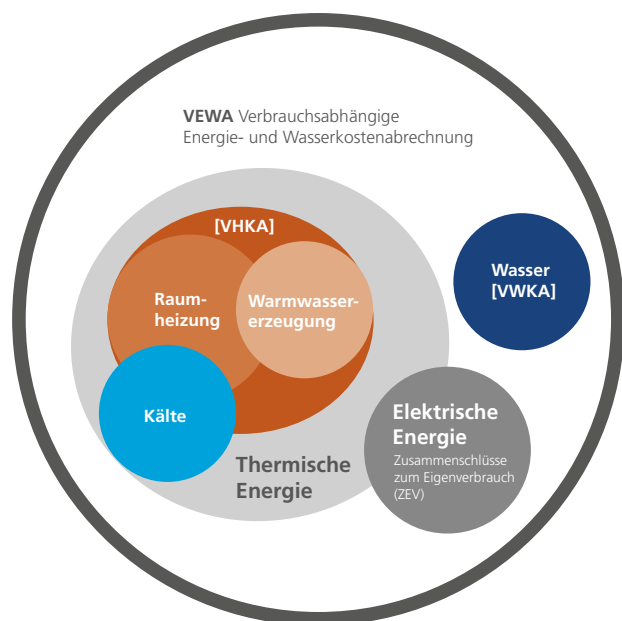 VEWA Verbrauchsabhängige
Energie- und Wasserkostenabrechnung
[VHKA]
Raum-
heizung
Warmwasser-
erzeugung
Wasser
[VWKA]
Kälte
Elektrische
Energie
Zusammenschlüsse
zum Eigenverbrauch
(ZEV)
Thermische
Energie